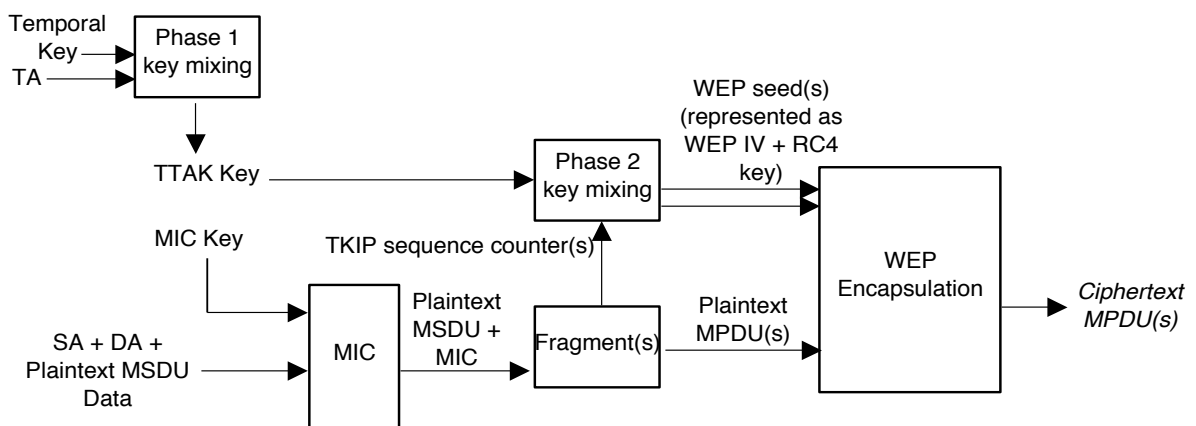 Temporal
Key
TA
Phase 1
key mixing
TTAK Key
Phase 2
key mixing
WEP seed(s)
(represented as
WEP IV + RC4
key)
MIC Key
TKIP sequence counter(s)
SA + DA +
Plaintext MSDU
Data
MIC
Plaintext
MSDU +
MIC
Fragment(s)
Plaintext
MPDU(s)
WEP
Encapsulation
Ciphertext
MPDU(s)